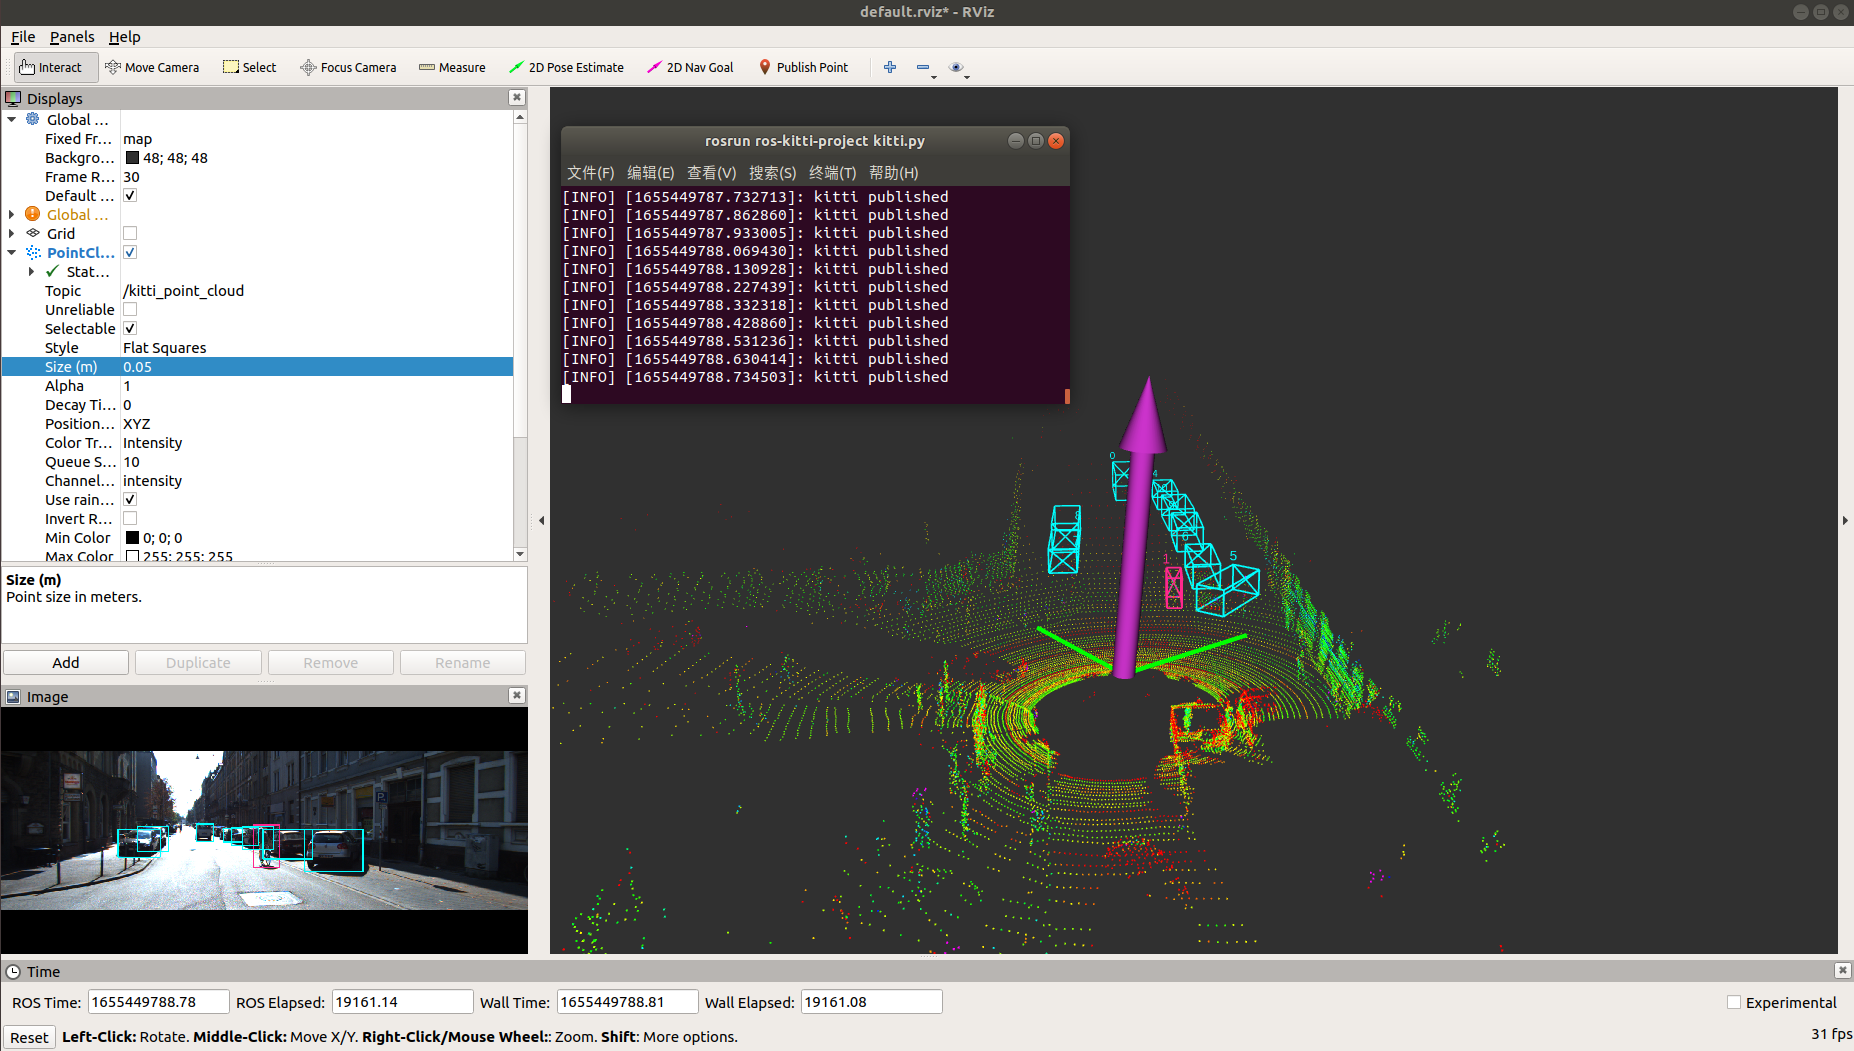 default.rviz* - RViz
File Panels Help
Interact Move Camera Select Focus Camera Measure 2D Pose Estimate 2D Nav Goal Publish Point
Displays
Global ...
Fixed Fr... map
Backgro... 48; 48; 48
Frame R... 30
Default ...
Global ...
Grid
PointCl...
Stat...
Topic /kitti_point_cloud
Unreliable
Selectable
Style Flat Squares
Size (m) 0.05
Alpha 1
Decay Ti... 0
Position... XYZ
Color Tr... Intensity
Queue S... 10
Channel... intensity
Use rain...
Invert R...
Min Color 0; 0; 0
Max Color 255; 255; 255
Size (m)
Point size in meters.
Add Duplicate Remove Rename
Image
rosrun ros-kitti-project kitti.py
文件(F) 编辑(E) 查看(V) 搜索(S) 终端(T) 帮助(H)
[INFO] [1655449787.732713]: kitti published
[INFO] [1655449787.862860]: kitti published
[INFO] [1655449787.933005]: kitti published
[INFO] [1655449788.069430]: kitti published
[INFO] [1655449788.130928]: kitti published
[INFO] [1655449788.227439]: kitti published
[INFO] [1655449788.332318]: kitti published
[INFO] [1655449788.428860]: kitti published
[INFO] [1655449788.531236]: kitti published
[INFO] [1655449788.630414]: kitti published
[INFO] [1655449788.734503]: kitti published
0
4
6
5
1
Time
ROS Time: 1655449788.78 ROS Elapsed: 19161.14 Wall Time: 1655449788.81 Wall Elapsed: 19161.08 Experimental
Reset Left-Click: Rotate. Middle-Click: Move X/Y. Right-Click/Mouse Wheel:: Zoom. Shift: More options. 31 fps